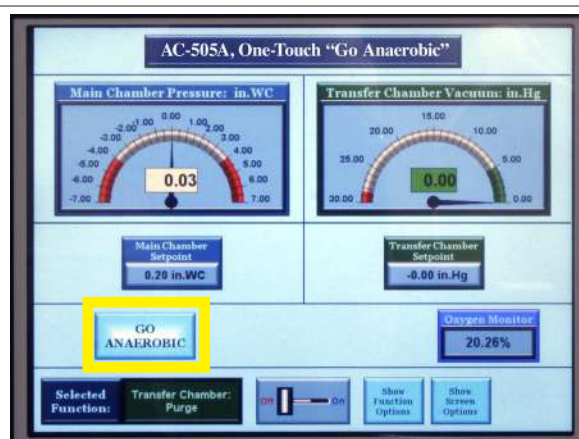 AC-505A, One-Touch “Go Anaerobic”
Main Chamber Pressure: in.WC
-7.00 -6.00 -5.00 -4.00 -3.00 -2.00 -1.00 0.00 1.00 2.00 3.00 4.00 5.00 6.00 7.00
0.03
Transfer Chamber Vacuum: in.Hg
30.00 25.00 20.00 15.00 10.00 5.00 0.00
0.00
Main Chamber
Setpoint
0.20 in.WC
Transfer Chamber
Setpoint
-0.00 in.Hg
GO
ANAEROBIC
Oxygen Monitor
20.26%
Selected
Function:
Transfer Chamber:
Purge
Off
On
Show
Function
Options
Show
Screen
Options